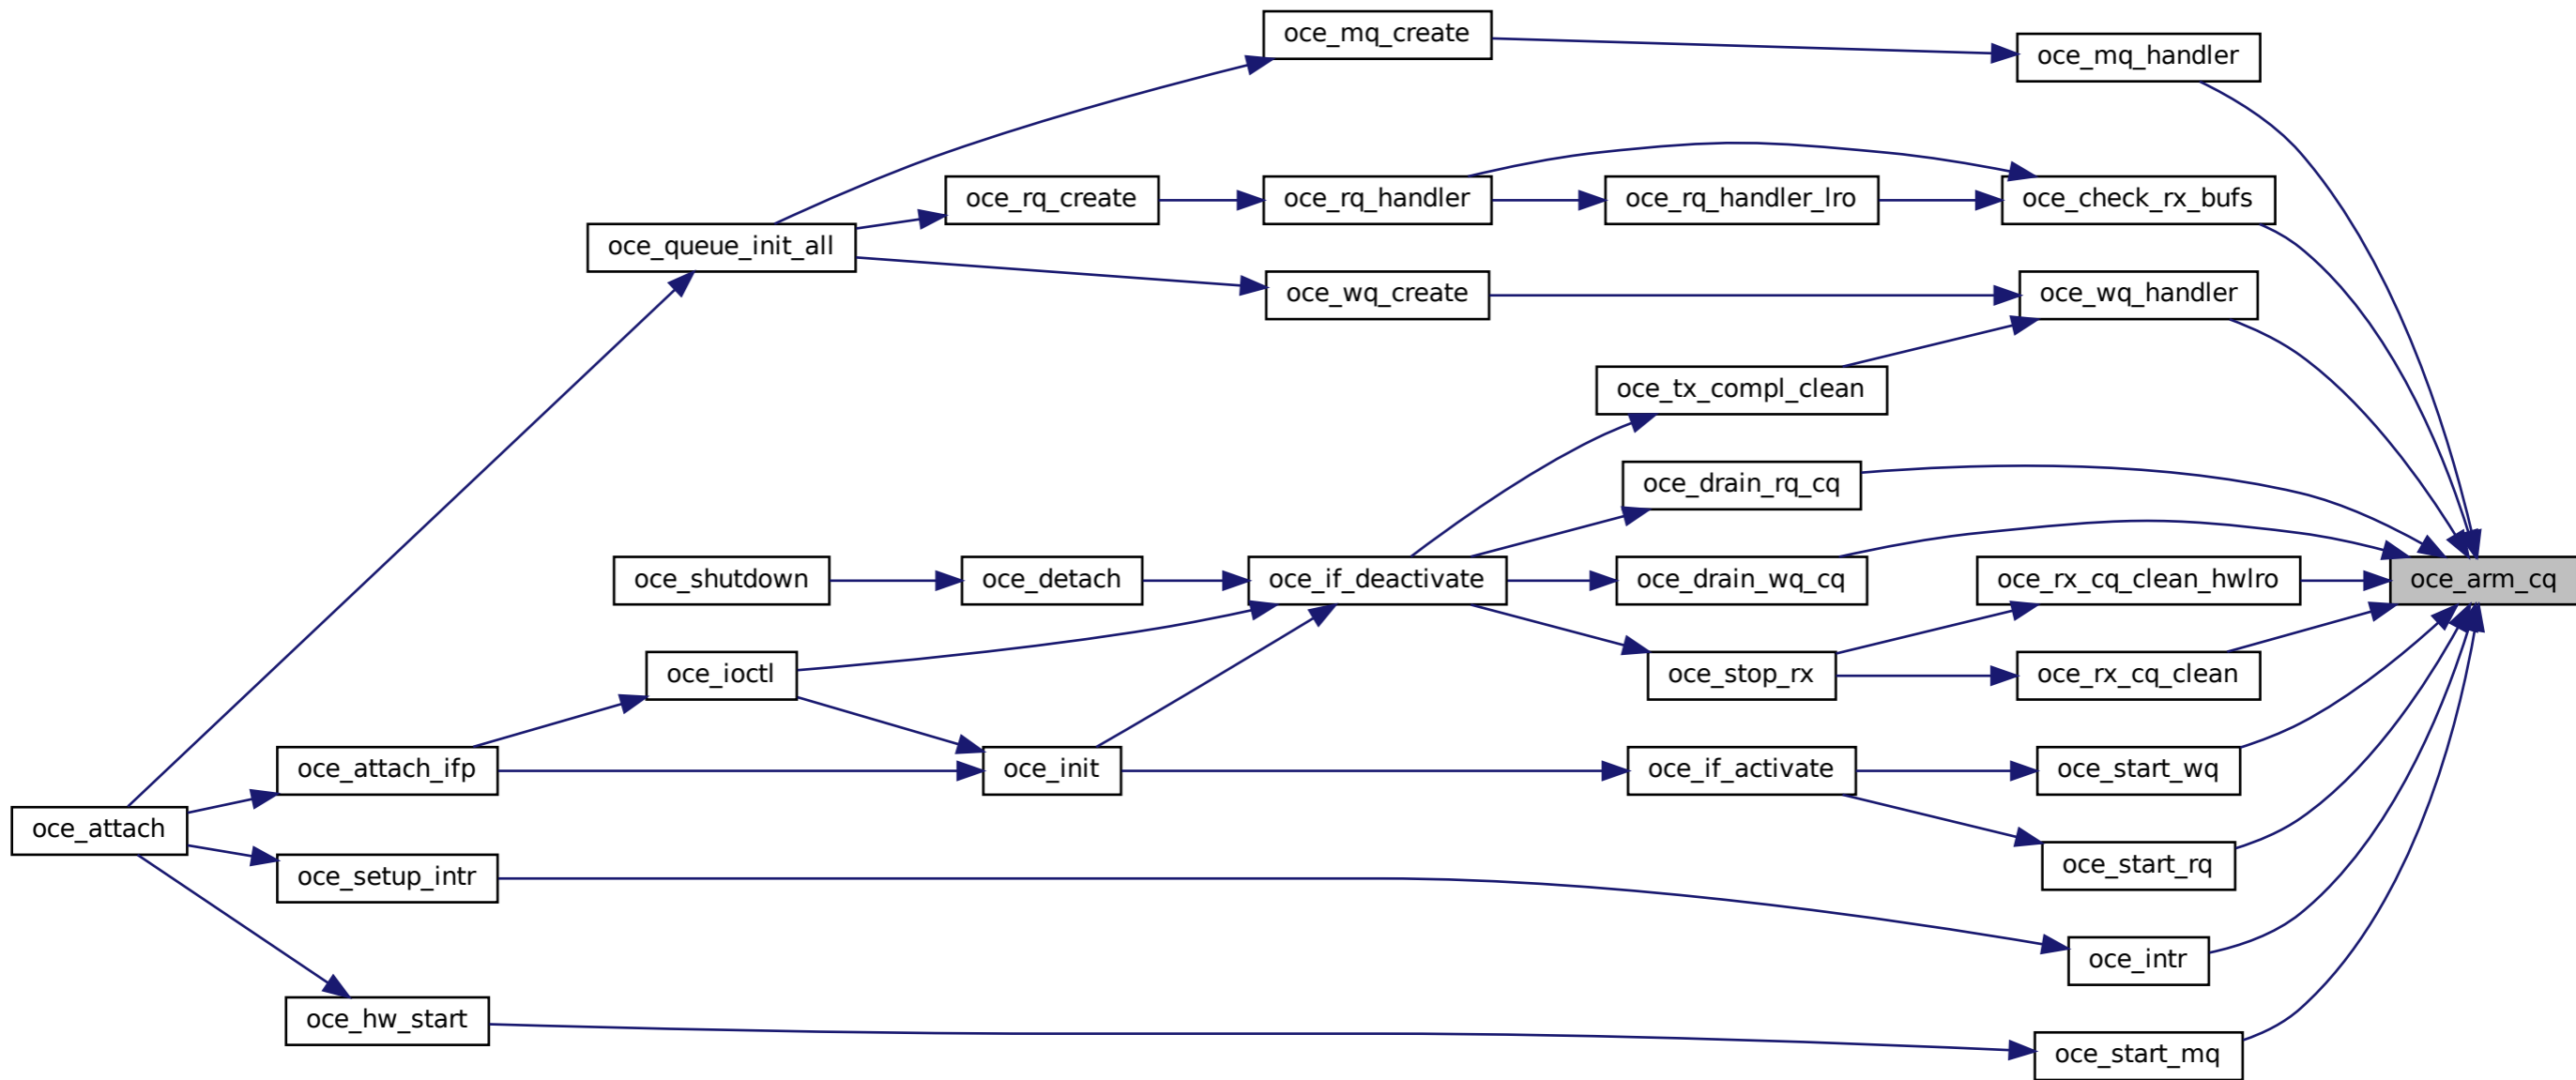 oce_mq_create
oce_mq_handler
oce_rq_create
oce_rq_handler
oce_rq_handler_lro
oce_check_rx_bufs
oce_queue_init_all
oce_wq_create
oce_wq_handler
oce_tx_compl_clean
oce_drain_rq_cq
oce_shutdown
oce_detach
oce_if_deactivate
oce_drain_wq_cq
oce_rx_cq_clean_hwlro
oce_arm_cq
oce_ioctl
oce_stop_rx
oce_rx_cq_clean
oce_attach_ifp
oce_init
oce_if_activate
oce_start_wq
oce_attach
oce_start_rq
oce_setup_intr
oce_intr
oce_hw_start
oce_start_mq